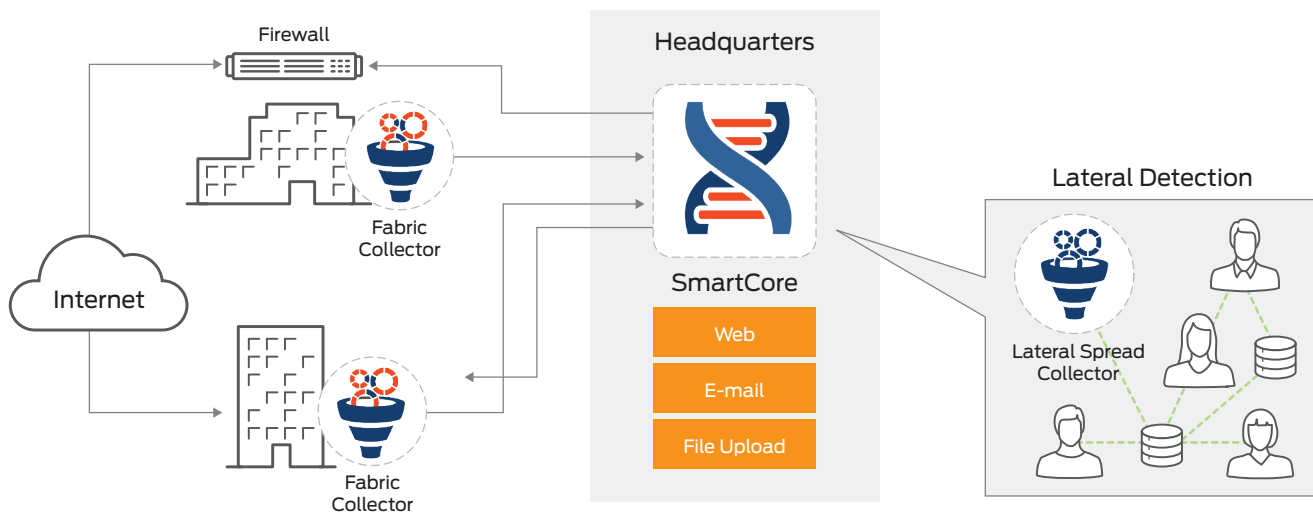 Firewall
Fabric
Collector
Internet
Fabric
Collector
Headquarters
SmartCore
Web
E-mail
File Upload
Lateral Detection
Lateral Spread
Collector